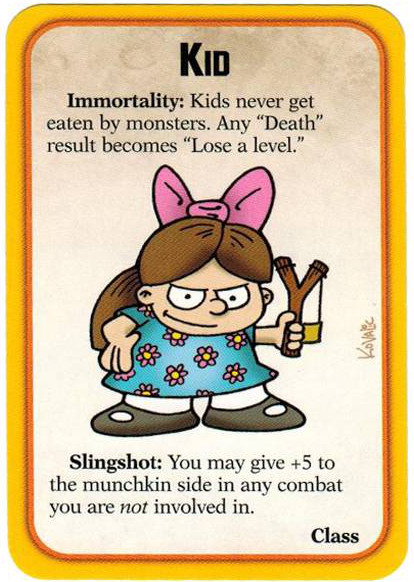 KID
Immortality: Kids never get
eaten by monsters. Any “Death”
result becomes “Lose a level.”
KOVALIC
Slingshot: You may give +5 to
the munchkin side in any combat
you are not involved in.
Class